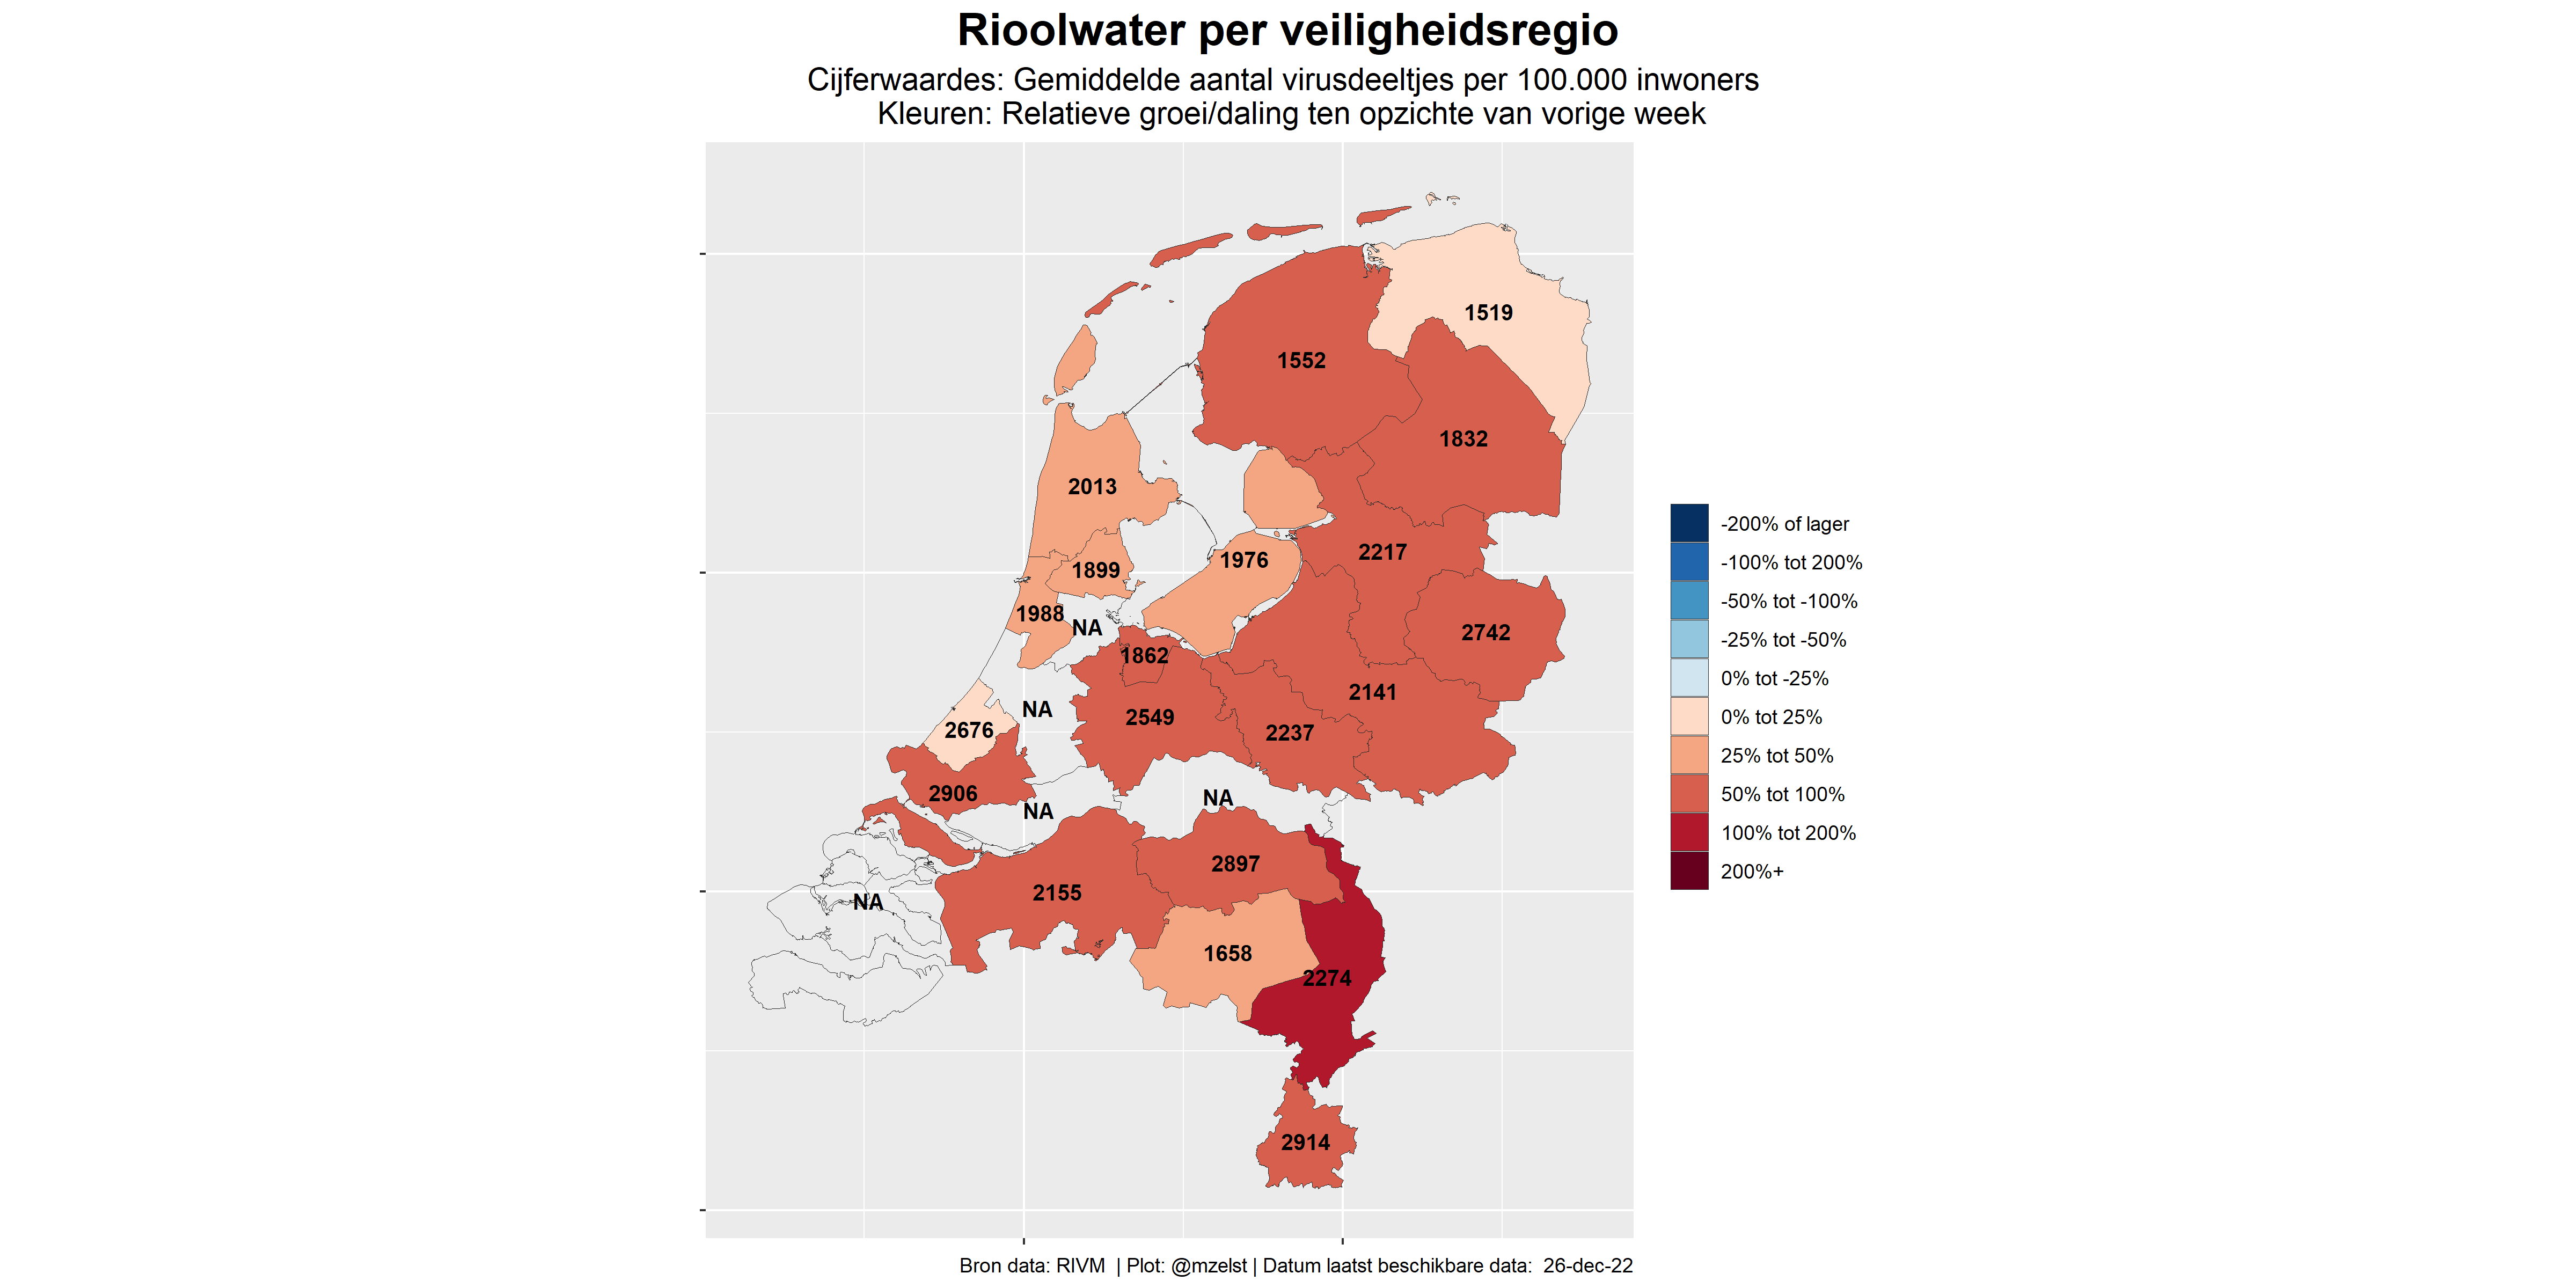 Rioolwater per veiligheidsregio
Cijferwaardes: Gemiddelde aantal virusdeeltjes per 100.000 inwoners
Kleuren: Relatieve groei/daling ten opzichte van vorige week
1519
1552
1832
2013
2217
1976
1899
1988
NA
2742
1862
2141
NA
2549
2676
2237
2906
NA
NA
2897
2155
NA
1658
2274
2914
-200% of lager
-100% tot 200%
-50% tot -100%
-25% tot -50%
0% tot -25%
0% tot 25%
25% tot 50%
50% tot 100%
100% tot 200%
200%+
Bron data: RIVM | Plot: @mzelst | Datum laatst beschikbare data: 26-dec-22